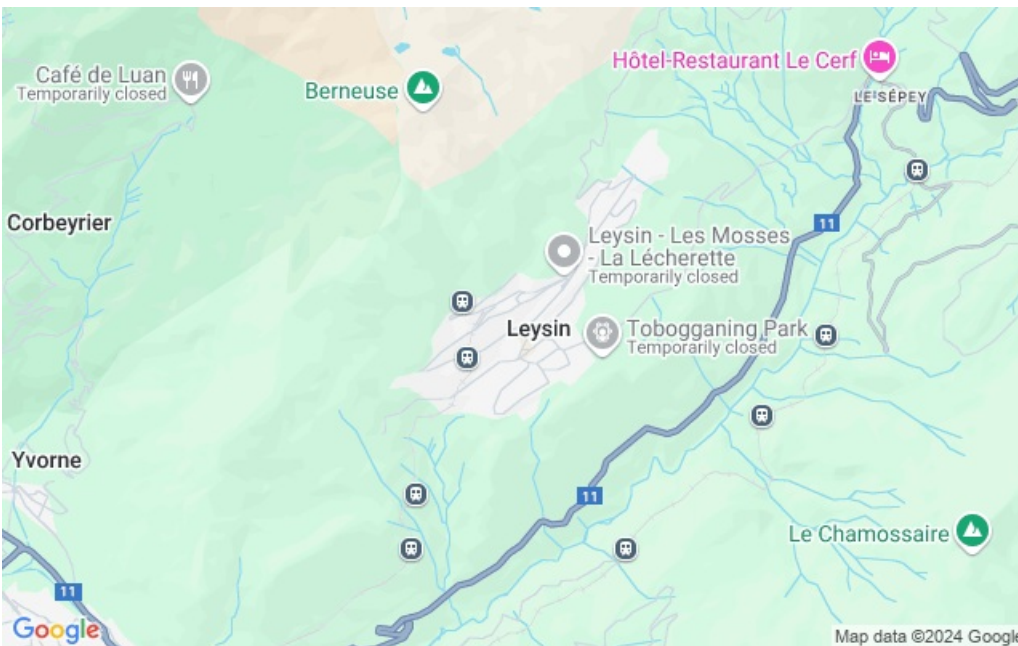 Hôtel-Restaurant Le Cerf
Café de Luan
Temporarily closed
Berneuse
LE SÉPEY
Corbeyrier
11
Leysin - Les Mosses
- La Lécherette
Temporarily closed
Leysin
Tobogganing Park
Temporarily closed
Yvorne
11
Le Chamossaire
11
Google
Map data ©2024 Google